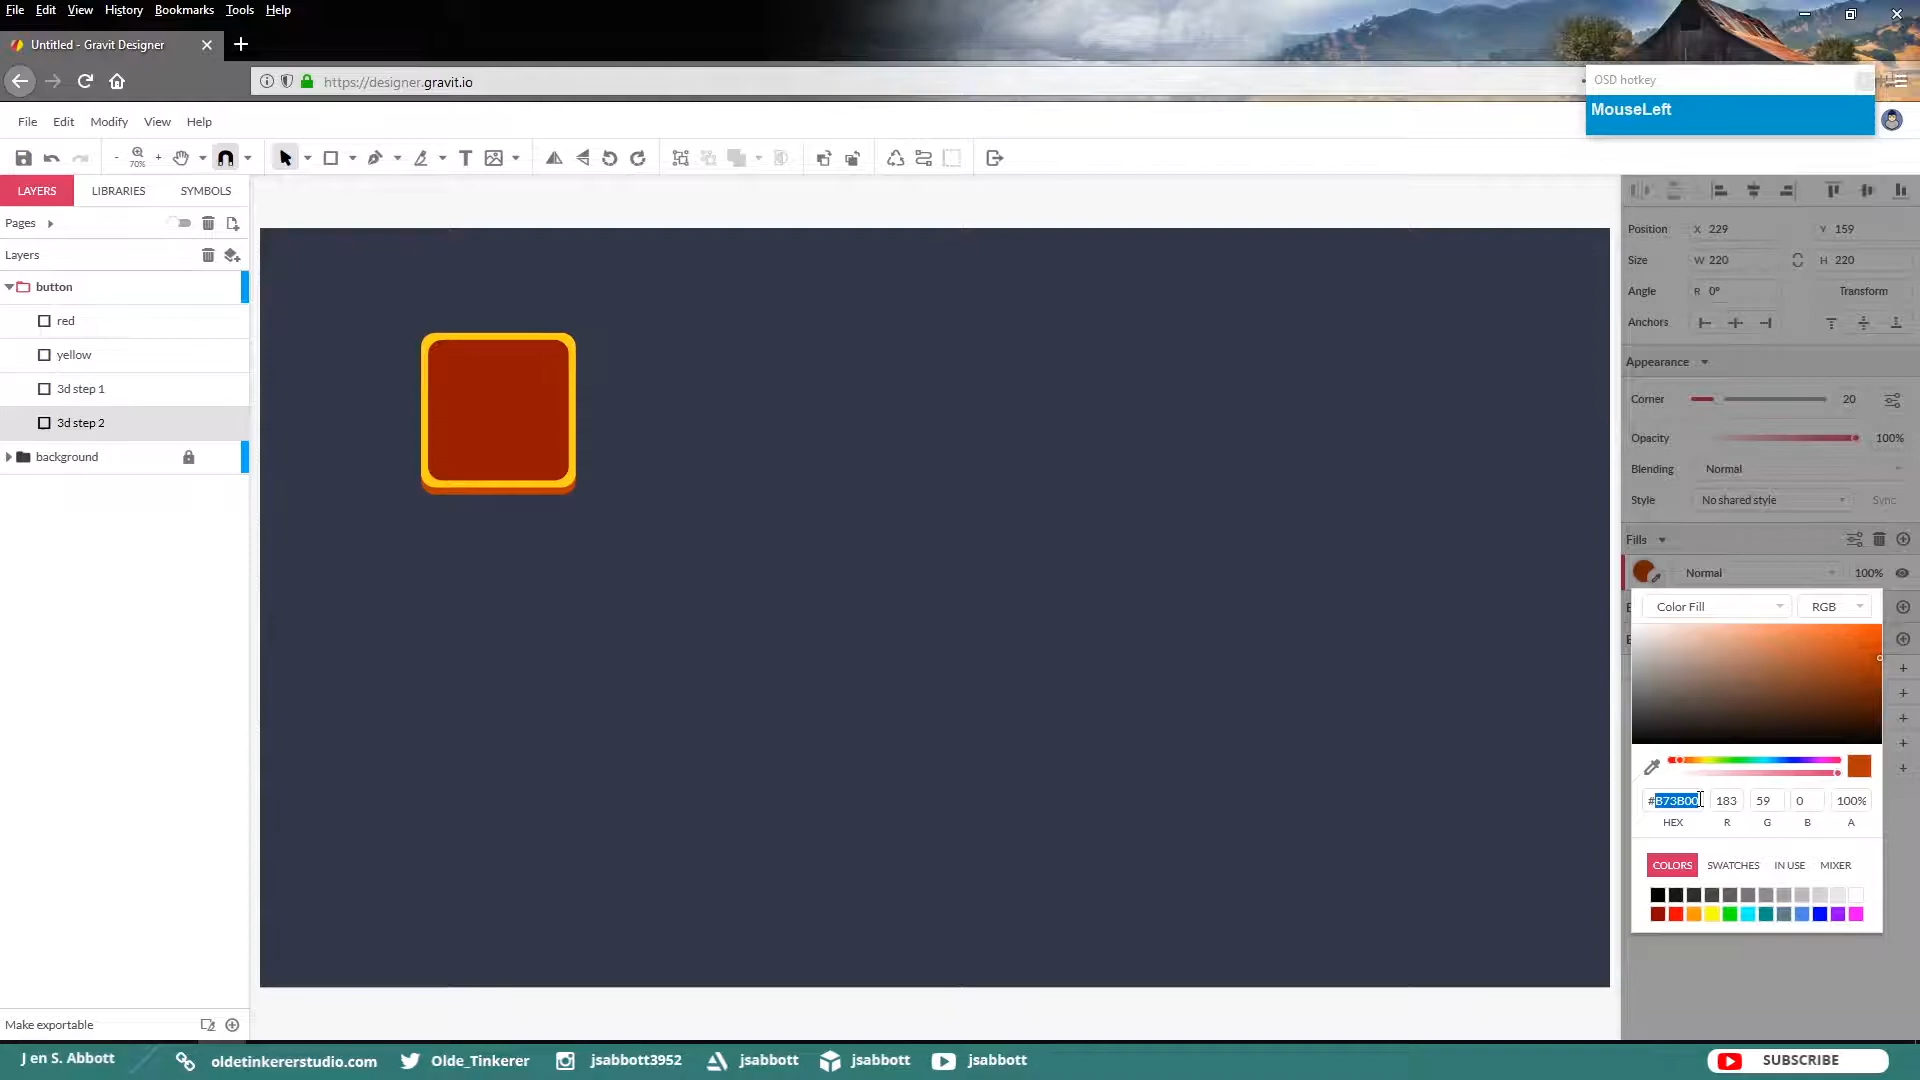 File Edit View History Bookmarks Tools Help
Untitled - Gravit Designer
https://designer.gravit.io
OSD hotkey
MouseLeft
File Edit Modify View Help
- 70% +
LAYERS LIBRARIES SYMBOLS
Pages
Layers
button
red
yellow
3d step 1
3d step 2
background
Make exportable
Position X 229 Y 159
Size W 220 H 220
Angle R 0° Transform
Anchors
Appearance
Corner 20
Opacity 100%
Blending Normal
Style No shared style Sync
Fills
Normal 100%
Color Fill RGB
#B73B00 183 59 0 100%
HEX R G B A
COLORS SWATCHES IN USE MIXER
J en S. Abbott oldetinkererstudio.com Olde_Tinkerer jsabbott3952 jsabbott jsabbott jsabbott SUBSCRIBE